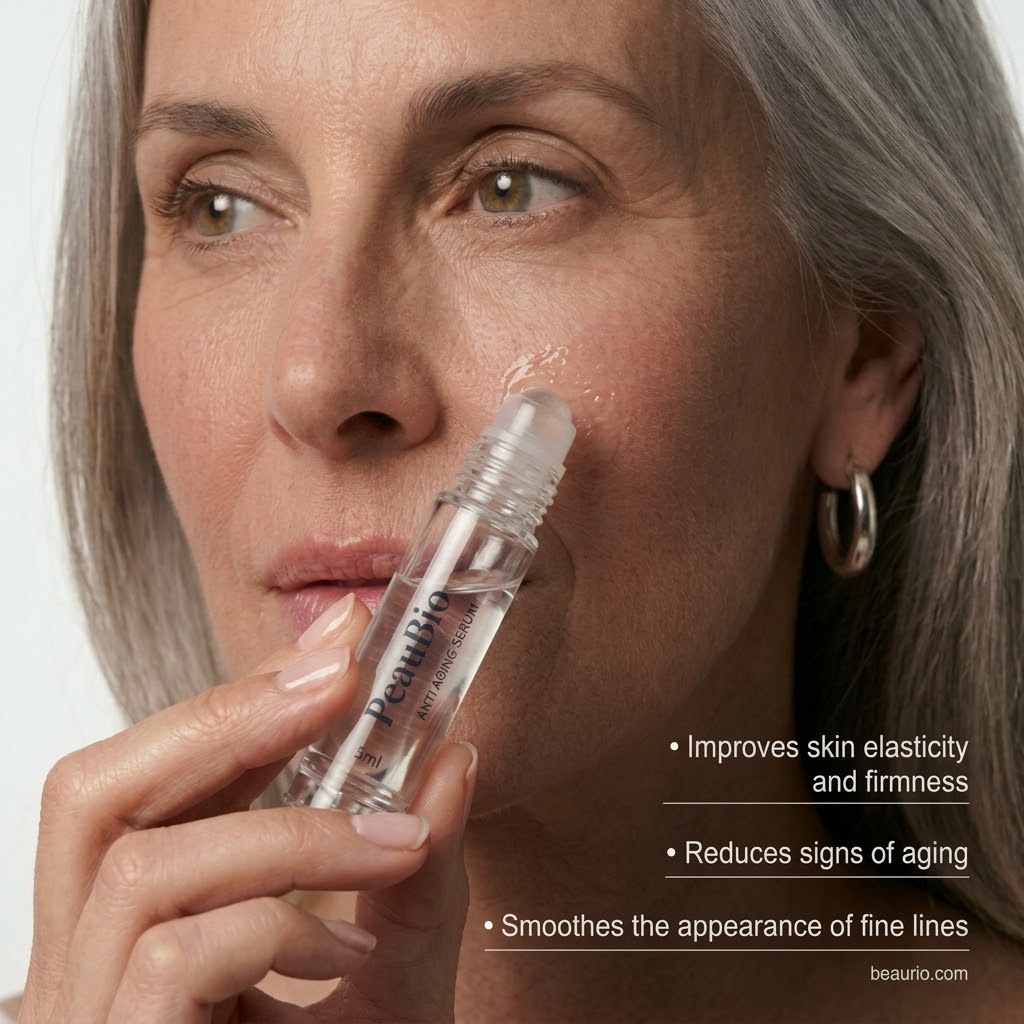 PeauBio
ANTI AGING SERUM
5ml
• Improves skin elasticity
and firmness
• Reduces signs of aging
• Smoothes the appearance of fine lines
beaurio.com